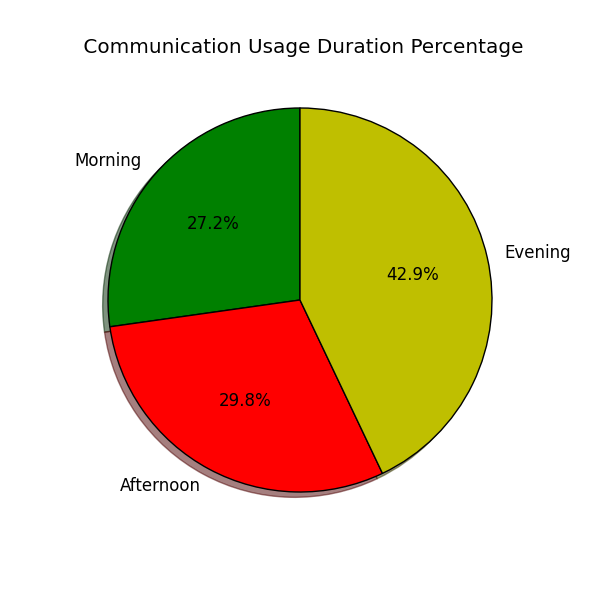 Communication Usage Duration Percentage
Morning
27.2%
Evening
42.9%
29.8%
Afternoon